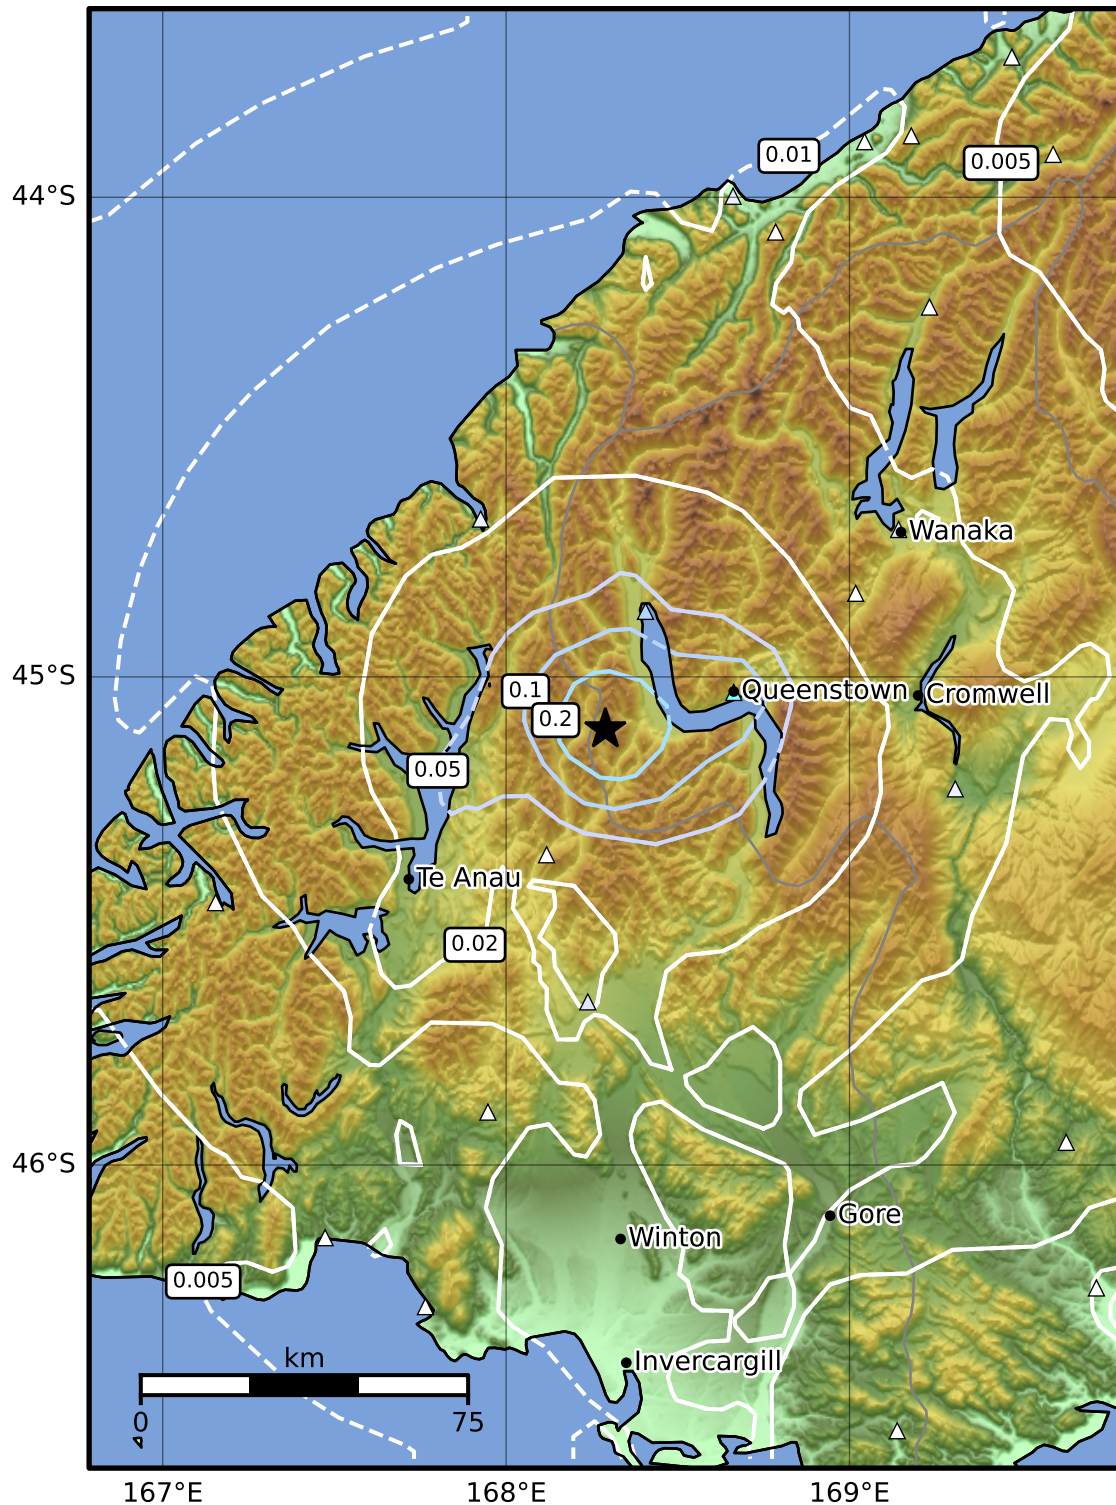 0.01
0.005
44°S
Wanaka
45°S
0.1
Queenstown
Cromwell
0.2
0.05
Te Anau
0.02
46°S
Gore
Winton
0.005
km
Invercargill
0
75
167°E
168°E
169°E